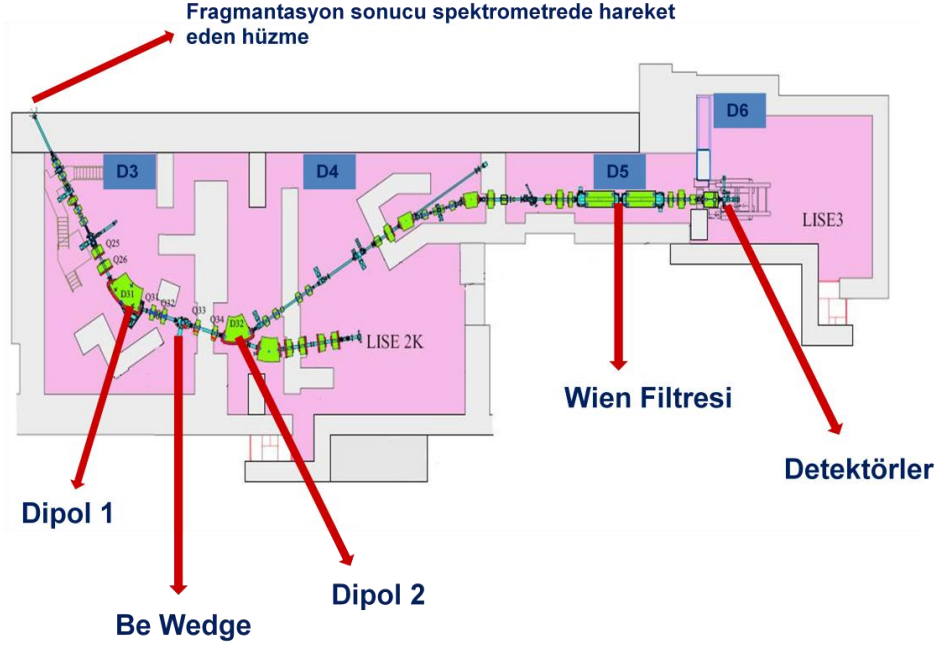 Fragmantasyon sonucu spektrometrede hareket
eden hüzme
D6
D3
D4
D5
LISE3
Q25
Q26
D31
Q31
Q32
Q33
Q34
D32
LISE 2K
Wien Filtresi
Detektörler
Dipol 1
Dipol 2
Be Wedge